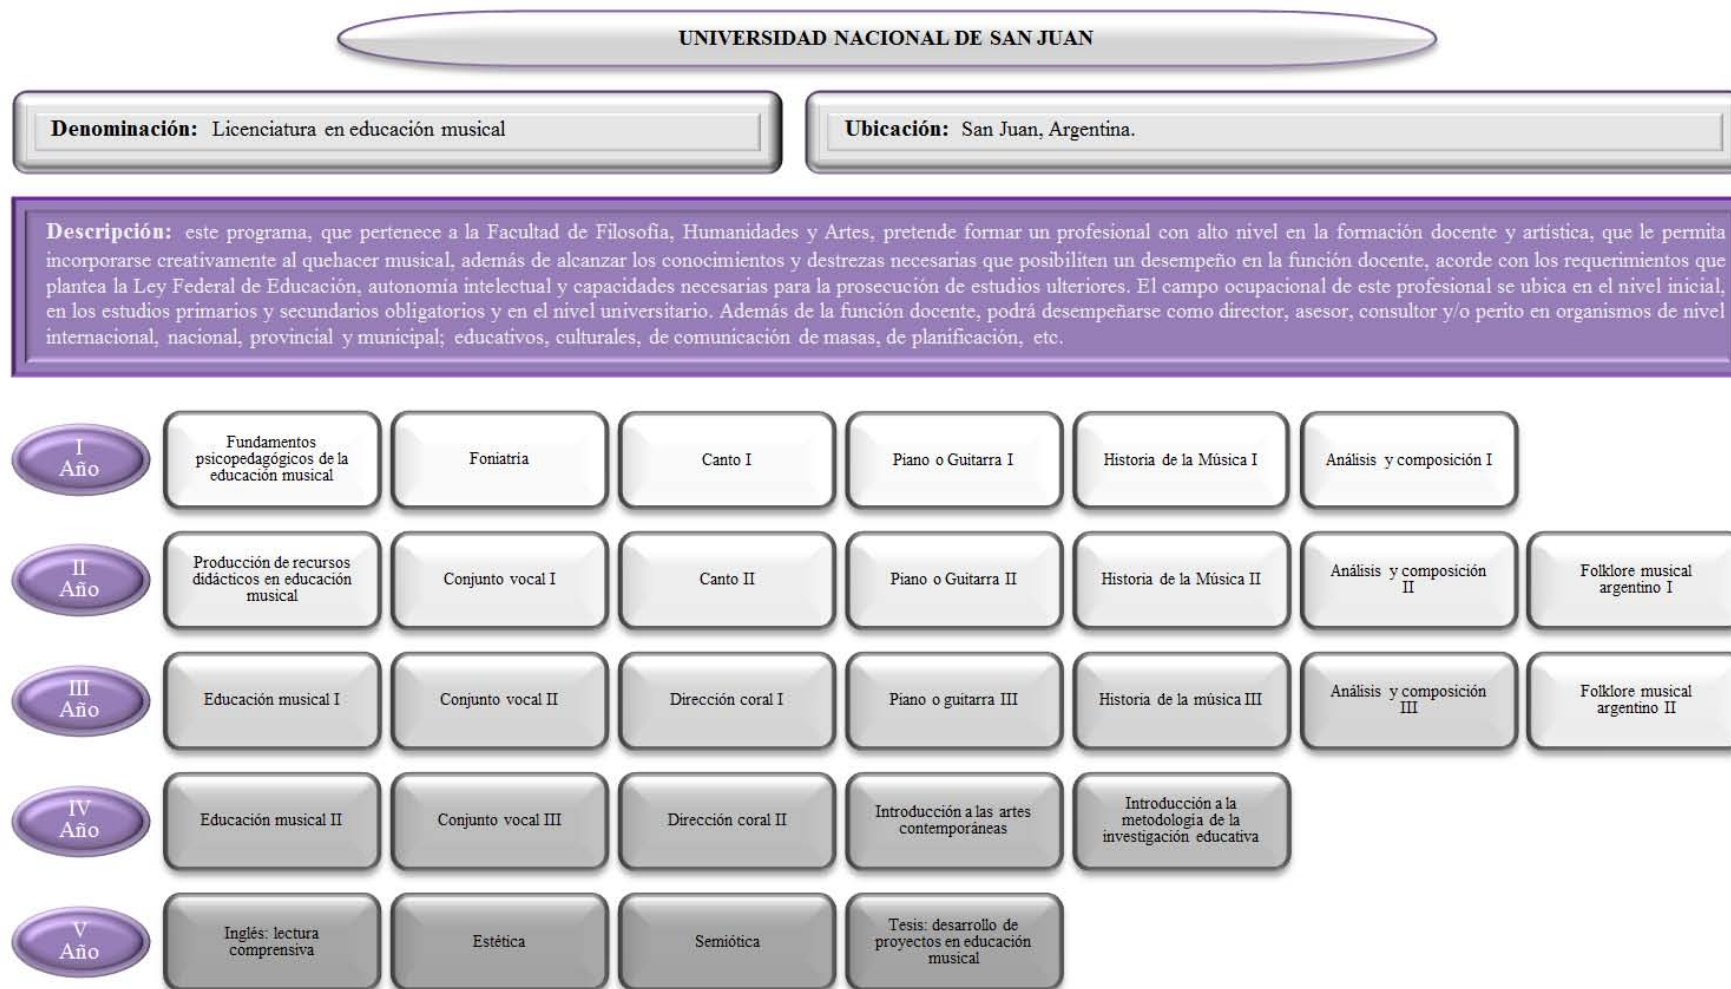 UNIVERSIDAD NACIONAL DE SAN JUAN
Denominación: Licenciatura en educación musical
Ubicación: San Juan, Argentina.
Descripción: este programa, que pertenece a la Facultad de Filosofía, Humanidades y Artes, pretende formar un profesional con alto nivel en la formación docente y artística, que le permita
incorporarse creativamente al quehacer musical, además de alcanzar los conocimientos y destrezas necesarias que posibiliten un desempeño en la función docente, acorde con los requerimientos que
plantea la Ley Federal de Educación, autonomía intelectual y capacidades necesarias para la prosecución de estudios ulteriores. El campo ocupacional de este profesional se ubica en el nivel inicial,
en los estudios primarios y secundarios obligatorios y en el nivel universitario. Además de la función docente, podrá desempeñarse como director, asesor, consultor y/o perito en organismos de nivel
internacional, nacional, provincial y municipal; educativos, culturales, de comunicación de masas, de planificación, etc.
I
Año
Fundamentos
psicopedagógicos de la
educación musical
Foniatría
Canto I
Piano o Guitarra I
Historia de la Música I
Análisis y composición I
II
Año
Producción de recursos
didácticos en educación
musical
Conjunto vocal I
Canto II
Piano o Guitarra II
Historia de la Música II
Análisis y composición
II
Folklore musical
argentino I
III
Año
Educación musical I
Conjunto vocal II
Dirección coral I
Piano o guitarra III
Historia de la música III
Análisis y composición
III
Folklore musical
argentino II
IV
Año
Educación musical II
Conjunto vocal III
Dirección coral II
Introducción a las artes
contemporáneas
Introducción a la
metodología de la
investigación educativa
V
Año
Inglés: lectura
comprensiva
Estética
Semiótica
Tesis: desarrollo de
proyectos en educación
musical